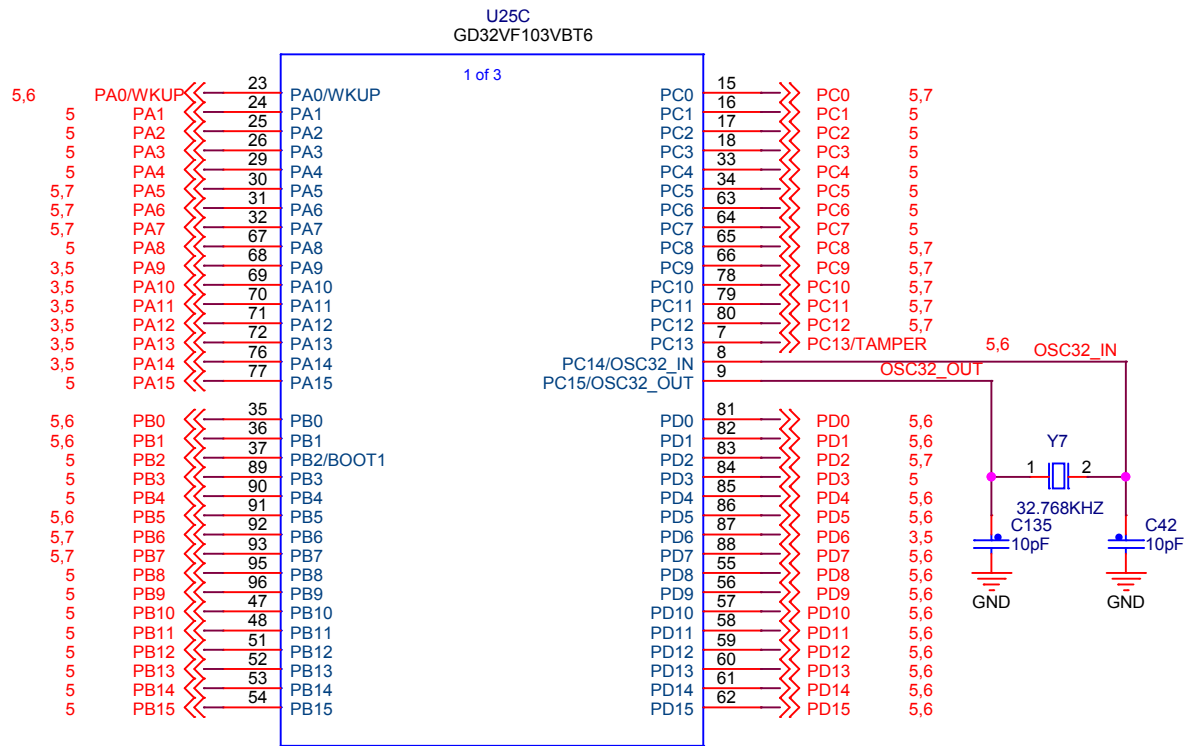 U25C
GD32VF103VBT6
1 of 3
5,6 PA0/WKUP 23 PA0/WKUP PC0 15 PC0 5,7
5 PA1 24 PA1 PC1 16 PC1 5
5 PA2 25 PA2 PC2 17 PC2 5
5 PA3 26 PA3 PC3 18 PC3 5
5 PA4 29 PA4 PC4 33 PC4 5
5,7 PA5 30 PA5 PC5 34 PC5 5
5,7 PA6 31 PA6 PC6 63 PC6 5
5,7 PA7 32 PA7 PC7 64 PC7 5
5 PA8 67 PA8 PC8 65 PC8 5,7
3,5 PA9 68 PA9 PC9 66 PC9 5,7
3,5 PA10 69 PA10 PC10 78 PC10 5,7
3,5 PA11 70 PA11 PC11 79 PC11 5,7
3,5 PA12 71 PA12 PC12 80 PC12 5,7
3,5 PA13 72 PA13 PC13 7 PC13/TAMPER 5,6
3,5 PA14 76 PA14 PC14/OSC32_IN 8 OSC32_IN
5 PA15 77 PA15 PC15/OSC32_OUT 9 OSC32_OUT
5,6 PB0 35 PB0 PD0 81 PD0 5,6
5,6 PB1 36 PB1 PD1 82 PD1 5,6
5 PB2 37 PB2/BOOT1 PD2 83 PD2 5,7
5 PB3 89 PB3 PD3 84 PD3 5
5 PB4 90 PB4 PD4 85 PD4 5,6
5,6 PB5 91 PB5 PD5 86 PD5 5,6
5,7 PB6 92 PB6 PD6 87 PD6 3,5
5,7 PB7 93 PB7 PD7 88 PD7 5,6
5 PB8 95 PB8 PD8 55 PD8 5,6
5 PB9 96 PB9 PD9 56 PD9 5,6
5 PB10 47 PB10 PD10 57 PD10 5,6
5 PB11 48 PB11 PD11 58 PD11 5,6
5 PB12 51 PB12 PD12 59 PD12 5,6
5 PB13 52 PB13 PD13 60 PD13 5,6
5 PB14 53 PB14 PD14 61 PD14 5,6
5 PB15 54 PB15 PD15 62 PD15 5,6
Y7
1 2
32.768KHZ
C135 C42
10pF 10pF
GND GND